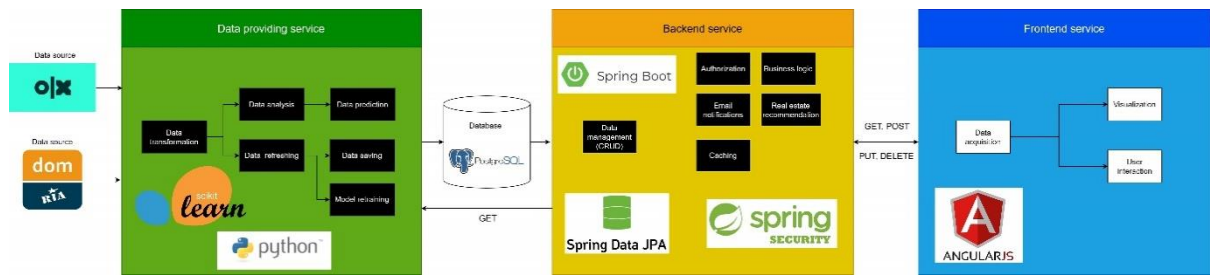 Data source
olx
Data source
dom
RIA
Data providing service
Data
transformation
Data analysis
Data prediction
Data refreshing
Data saving
Model retraining
scikit
learn
python
Database
PostgreSQL
GET
Backend service
Spring Boot
Authorization
Business logic
Email
notifications
Real estate
recommendation
Data
management
(CRUD)
Caching
Spring Data JPA
spring
SECURITY
GET, POST
PUT, DELETE
Frontend service
Data
acquisition
Visualization
User
interaction
A
ANGULARJS